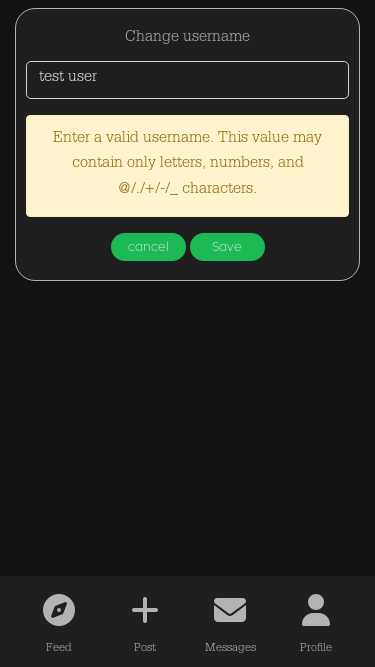 Change username
test user
Enter a valid username. This value may
contain only letters, numbers, and
@/./+/-/_ characters.
cancel Save
Feed Post Messages Profile